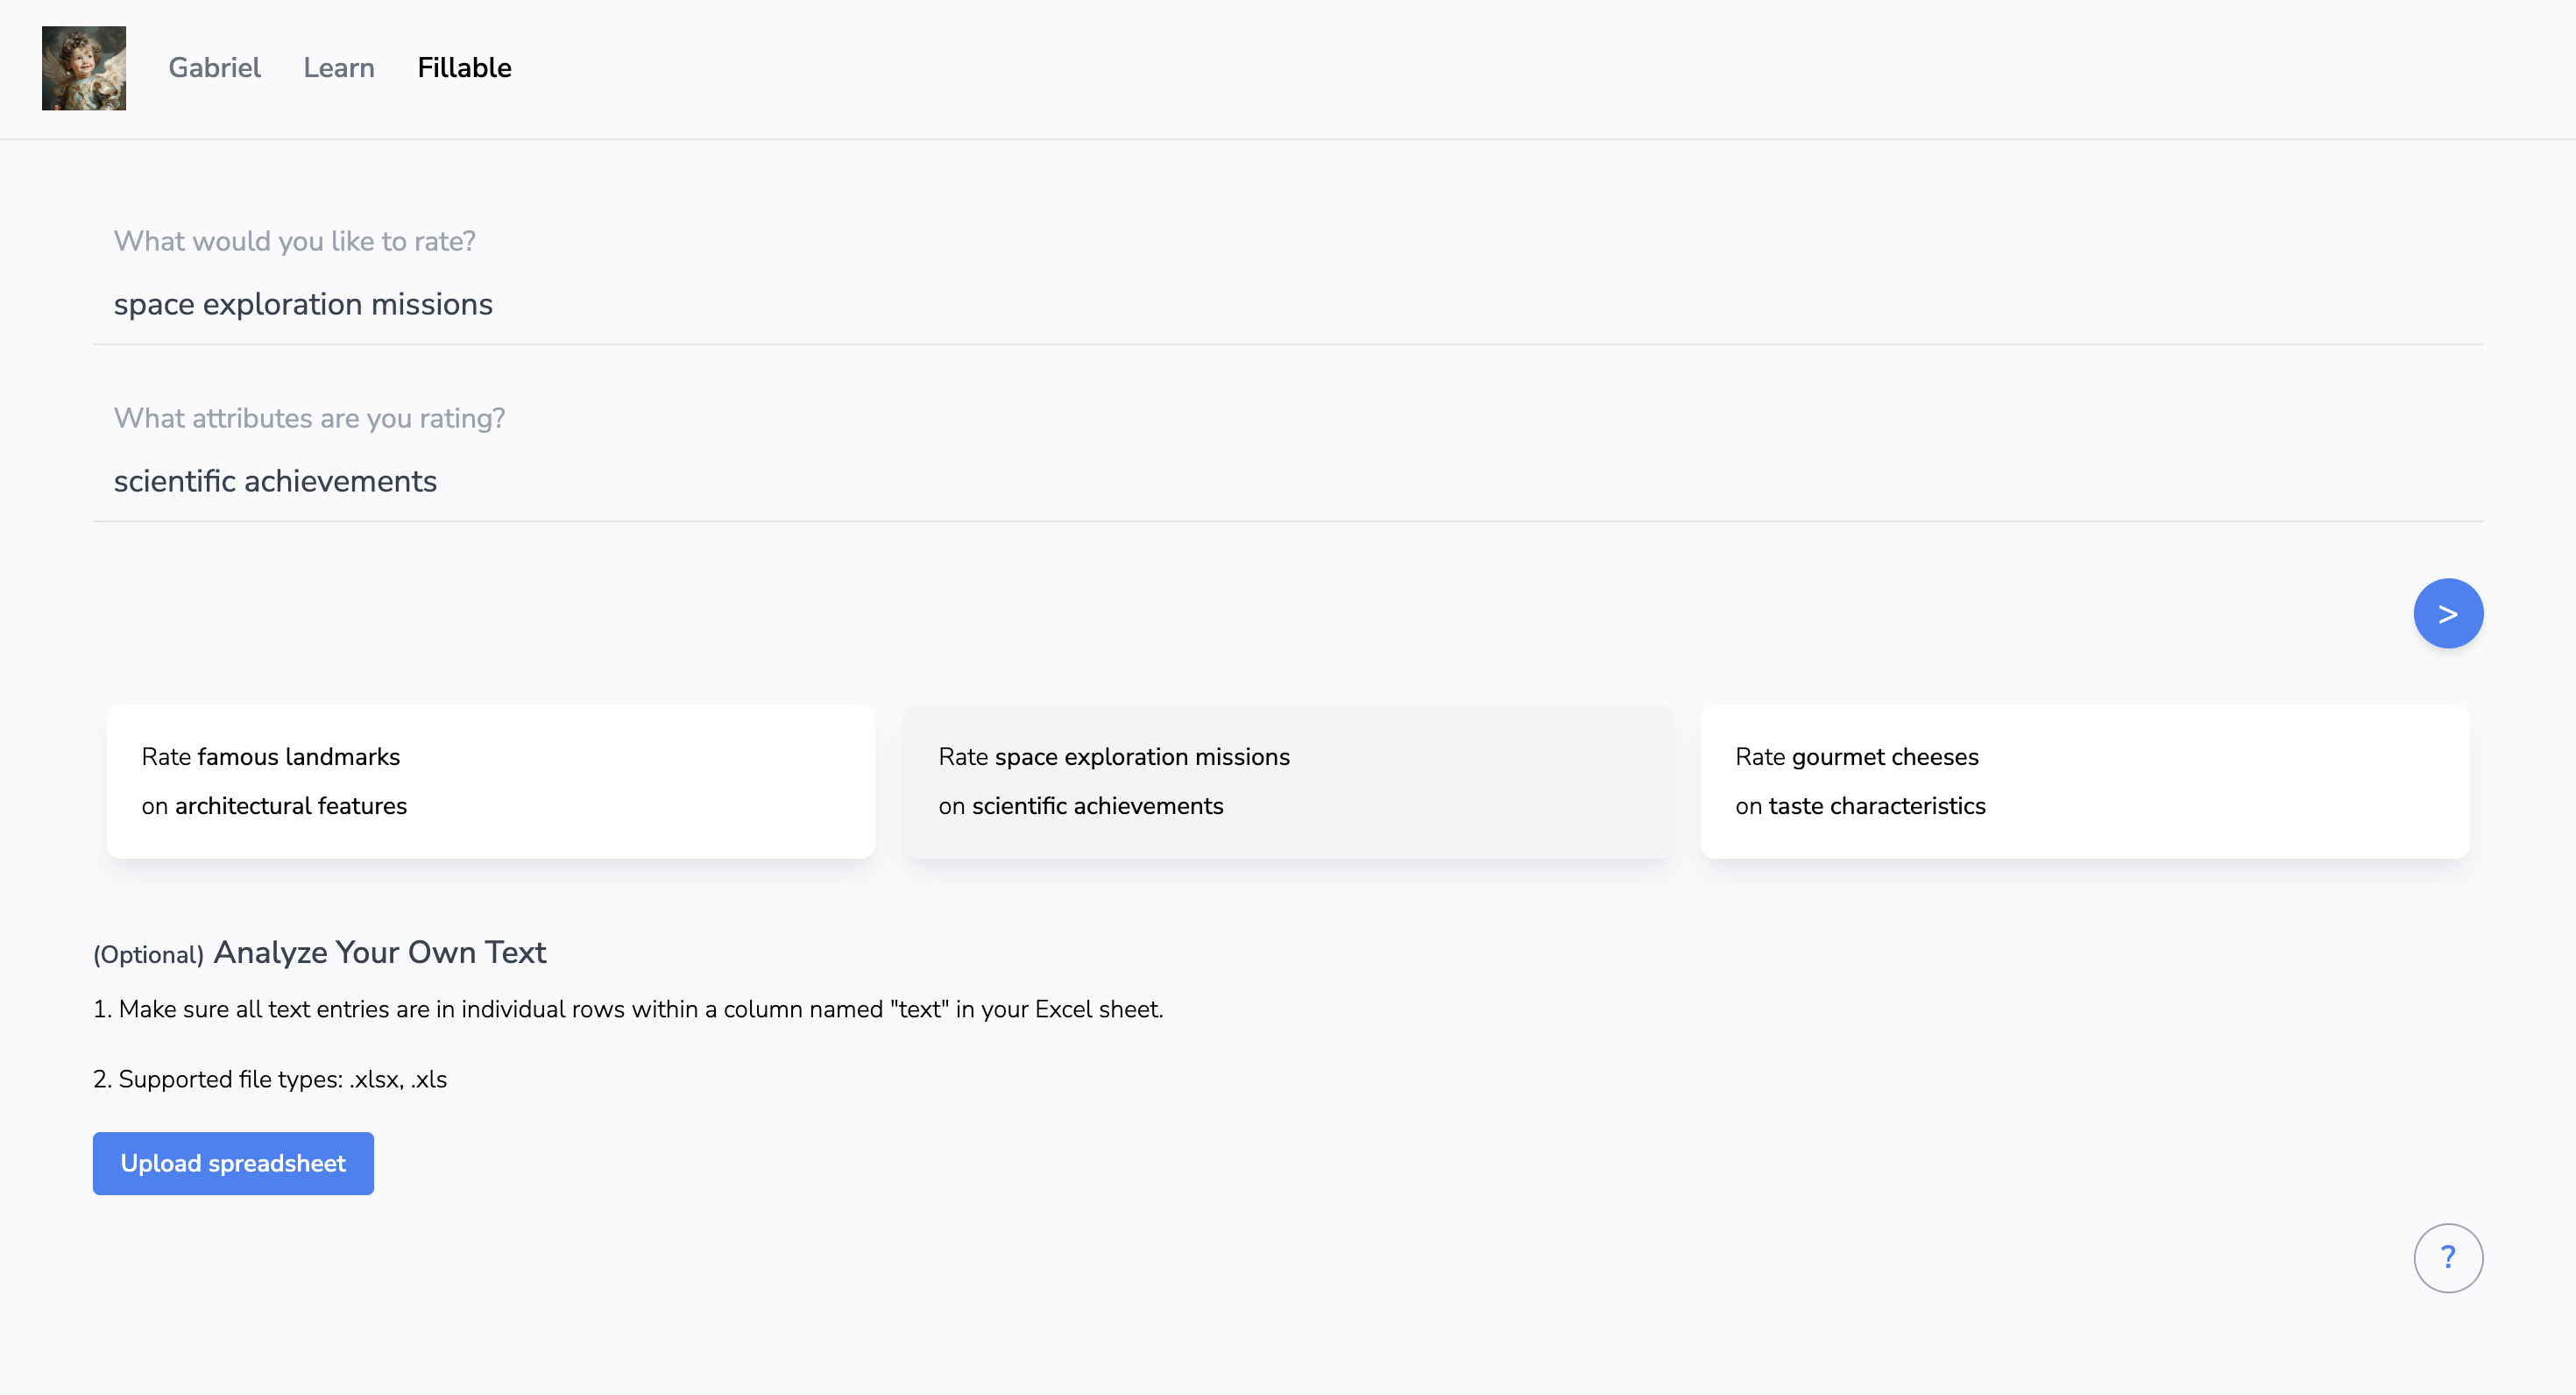 Gabriel Learn Fillable
What would you like to rate?
space exploration missions
What attributes are you rating?
scientific achievements
>
Rate famous landmarks
on architectural features
Rate space exploration missions
on scientific achievements
Rate gourmet cheeses
on taste characteristics
(Optional) Analyze Your Own Text
1. Make sure all text entries are in individual rows within a column named "text" in your Excel sheet.
2. Supported file types: .xlsx, .xls
Upload spreadsheet
?